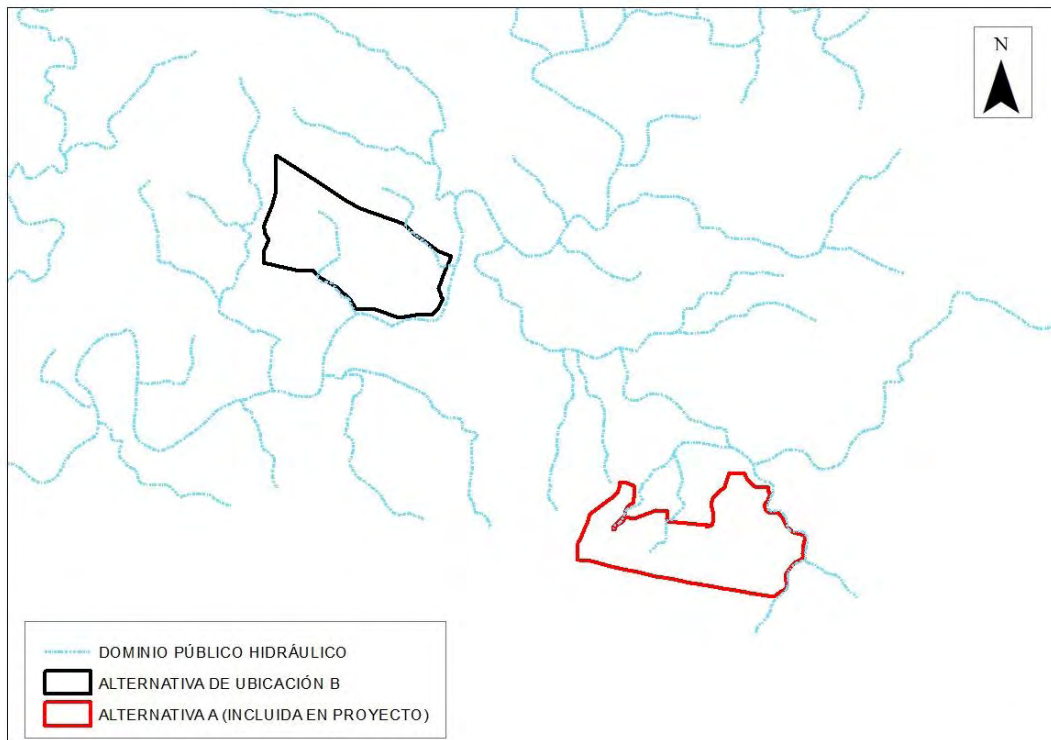 N
DOMINIO PÚBLICO HIDRÁULICO
ALTERNATIVA DE UBICACIÓN B
ALTERNATIVA A (INCLUIDA EN PROYECTO)